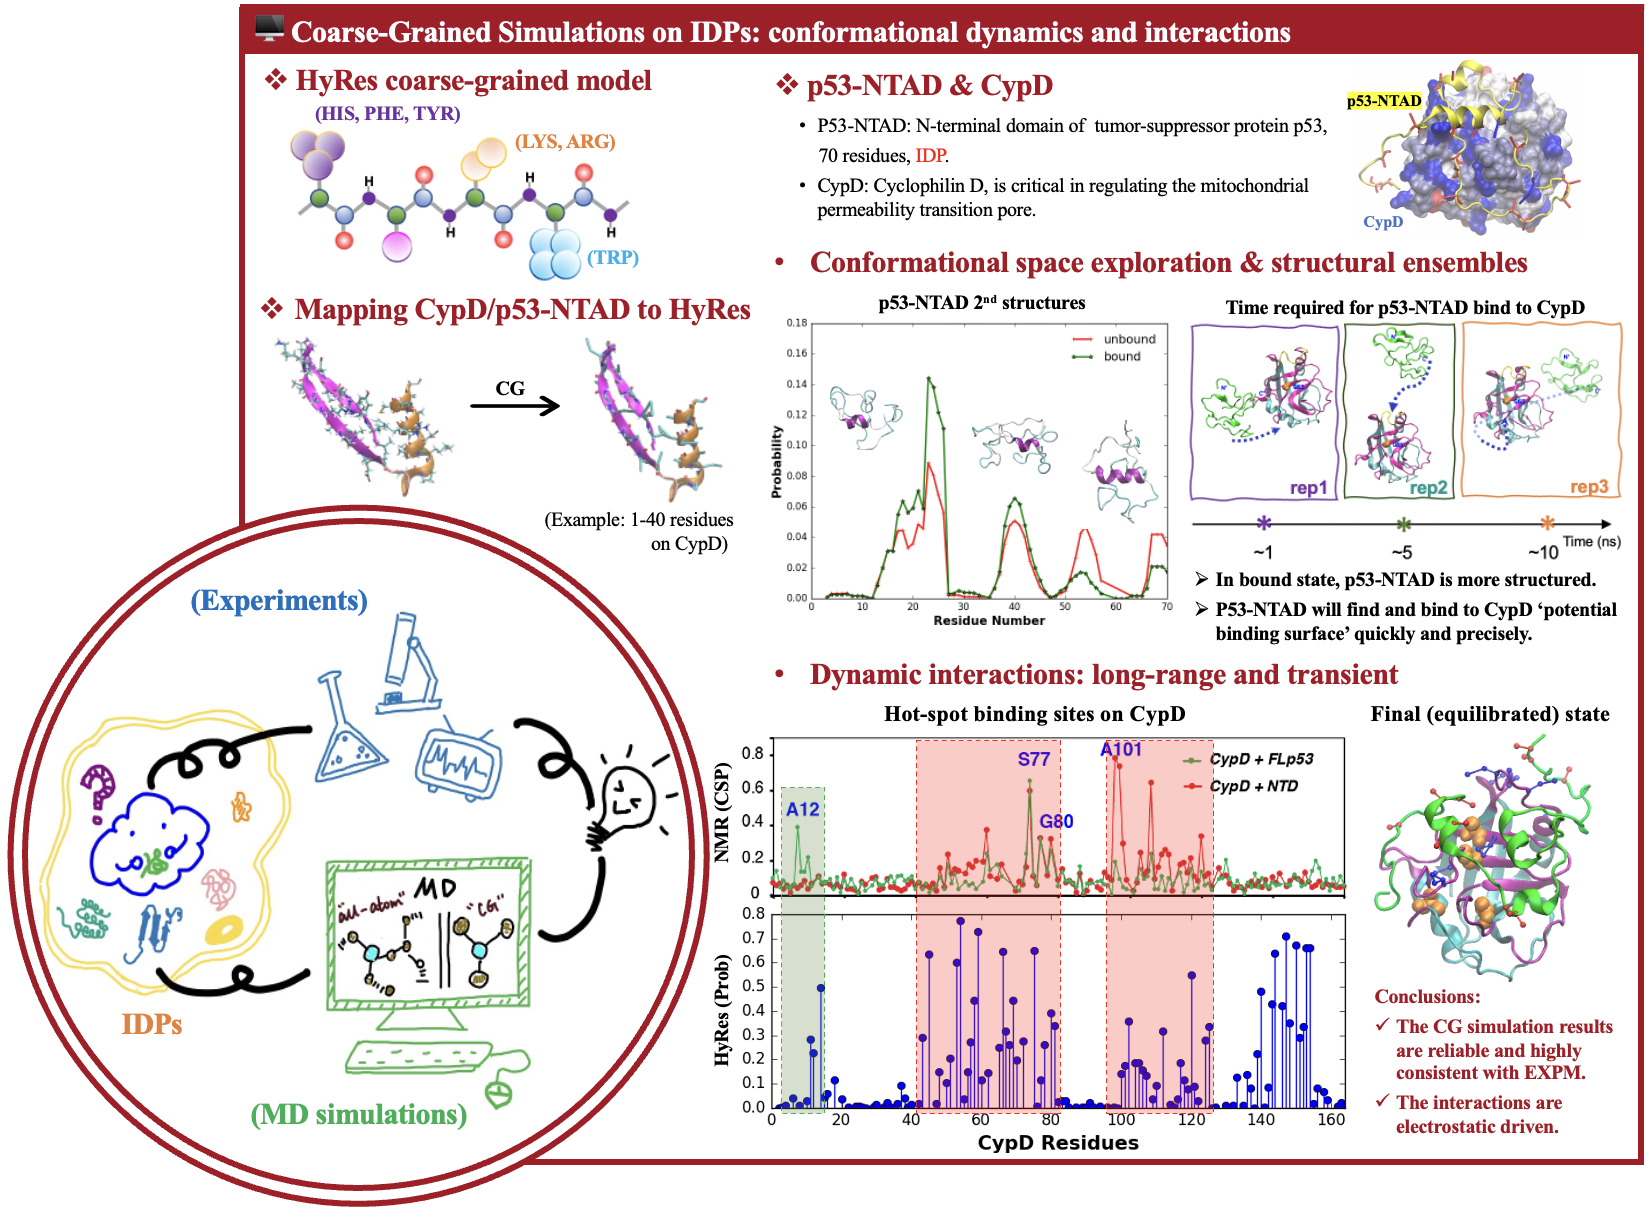 Coarse-Grained Simulations on IDPs: conformational dynamics and interactions
❖ HyRes coarse-grained model
(HIS, PHE, TYR)
(LYS, ARG)
H
H
H
H
(TRP)
❖ Mapping CypD/p53-NTAD to HyRes
CG
(Example: 1-40 residues
on CypD)
❖ p53-NTAD & CypD
• P53-NTAD: N-terminal domain of tumor-suppressor protein p53,
70 residues, IDP.
• CypD: Cyclophilin D, is critical in regulating the mitochondrial
permeability transition pore.
p53-NTAD
CypD
• Conformational space exploration & structural ensembles
p53-NTAD 2nd structures
0.18
0.16
0.14
0.12
0.10
0.08
0.06
0.04
0.02
0.00
Probability
unbound
bound
0 10 20 30 40 50 60 70
Residue Number
Time required for p53-NTAD bind to CypD
rep1
rep2
rep3
~1 ~5 ~10
Time (ns)
➢ In bound state, p53-NTAD is more structured.
➢ P53-NTAD will find and bind to CypD ‘potential
binding surface’ quickly and precisely.
• Dynamic interactions: long-range and transient
Hot-spot binding sites on CypD
NMR (CSP)
0.8
0.6
0.4
0.2
0
A12
S77
G80
A101
CypD + FLp53
CypD + NTD
HyRes (Prob)
0.8
0.7
0.6
0.5
0.4
0.3
0.2
0.1
0.0
0 20 40 60 80 100 120 140 160
CypD Residues
Final (equilibrated) state
Conclusions:
✓ The CG simulation results
are reliable and highly
consistent with EXPM.
✓ The interactions are
electrostatic driven.
(Experiments)
?
IDPs
MD
"all-atom"
"CG"
(MD simulations)